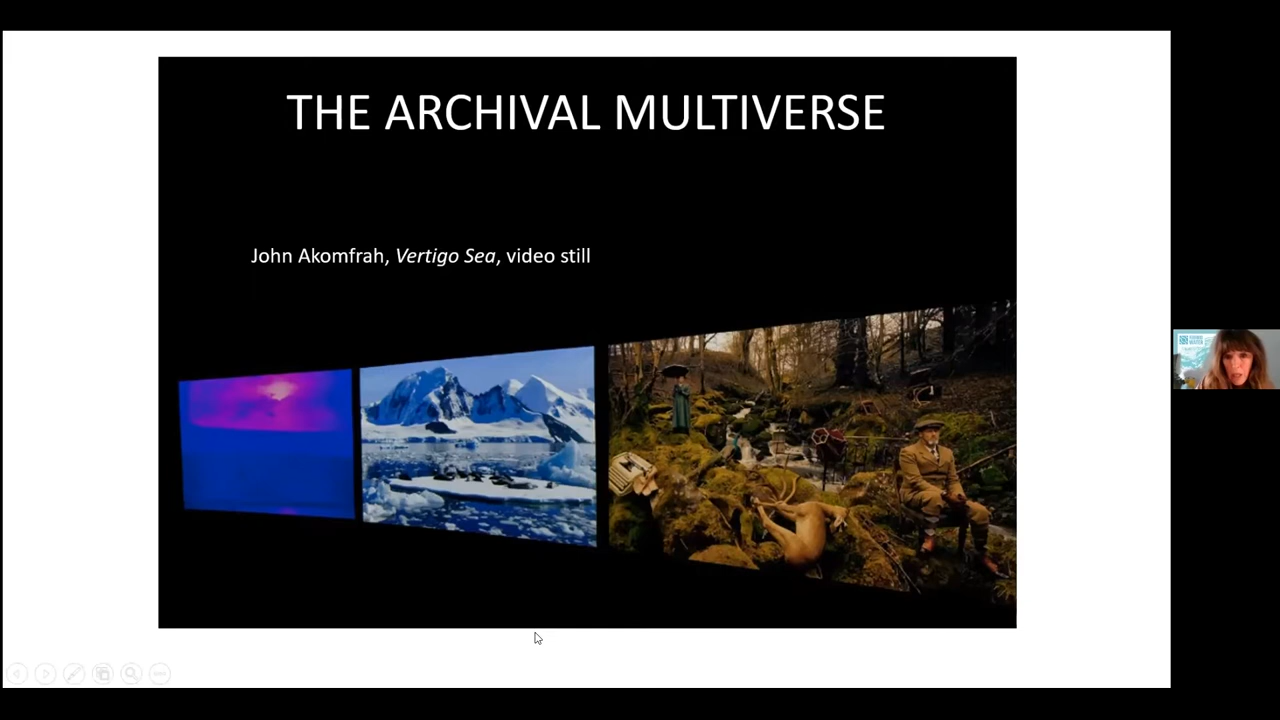 THE ARCHIVAL MULTIVERSE
John Akomfrah, Vertigo Sea, video still